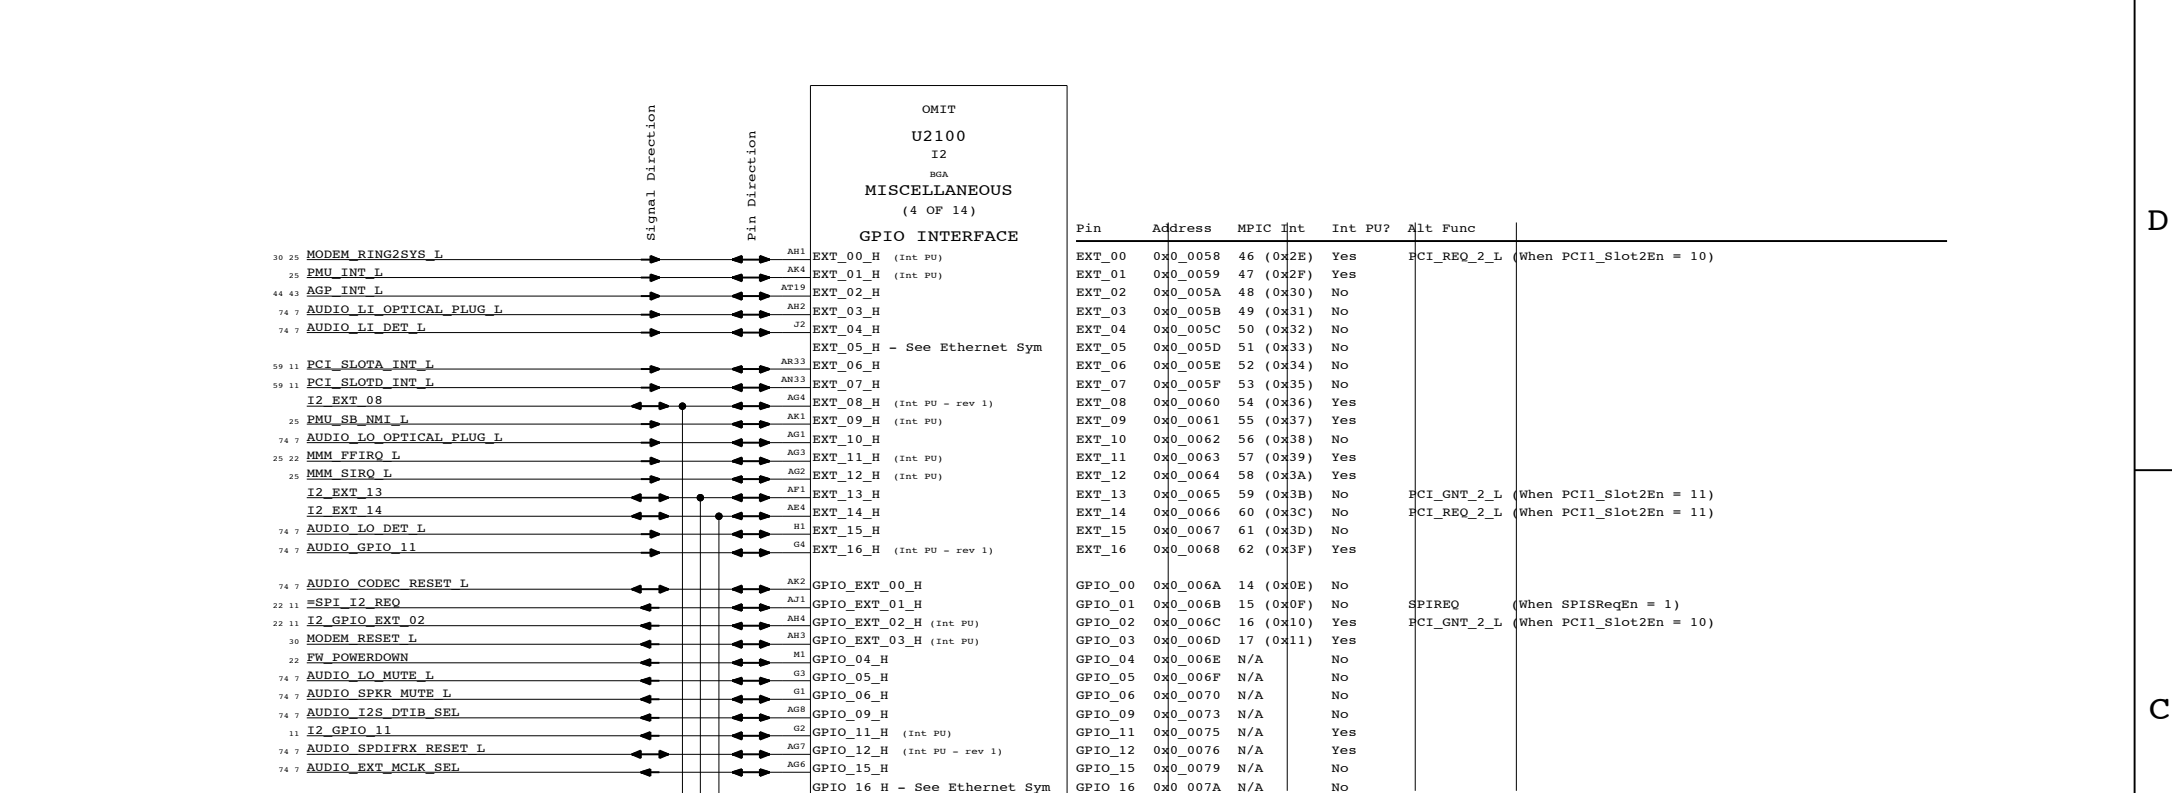 OMIT
U2100
I2
BGA
MISCELLANEOUS
(4 OF 14)
GPIO INTERFACE
Signal Direction
Pin Direction
Pin Address MPIC Int Int PU? Alt Func
D
30 25 MODEM_RING2SYS_L AH1 EXT_00_H (Int PU) EXT_00 0x0_0058 46 (0x2E) Yes PCI_REQ_2_L (When PCI1_Slot2En = 10)
25 PMU_INT_L AK4 EXT_01_H (Int PU) EXT_01 0x0_0059 47 (0x2F) Yes
44 43 AGP_INT_L AT19 EXT_02_H EXT_02 0x0_005A 48 (0x30) No
74 7 AUDIO_LI_OPTICAL_PLUG_L AH2 EXT_03_H EXT_03 0x0_005B 49 (0x31) No
74 7 AUDIO_LI_DET_L J2 EXT_04_H EXT_04 0x0_005C 50 (0x32) No
EXT_05_H - See Ethernet Sym EXT_05 0x0_005D 51 (0x33) No
59 11 PCI_SLOTA_INT_L AR33 EXT_06_H EXT_06 0x0_005E 52 (0x34) No
59 11 PCI_SLOTD_INT_L AN33 EXT_07_H EXT_07 0x0_005F 53 (0x35) No
I2_EXT_08 AG4 EXT_08_H (Int PU - rev 1) EXT_08 0x0_0060 54 (0x36) Yes
25 PMU_SB_NMI_L AK1 EXT_09_H (Int PU) EXT_09 0x0_0061 55 (0x37) Yes
74 7 AUDIO_LO_OPTICAL_PLUG_L AG1 EXT_10_H EXT_10 0x0_0062 56 (0x38) No
25 22 MMM_FFIRQ_L AG3 EXT_11_H (Int PU) EXT_11 0x0_0063 57 (0x39) Yes
25 MMM_SIRQ_L AG2 EXT_12_H (Int PU) EXT_12 0x0_0064 58 (0x3A) Yes
I2_EXT_13 AF1 EXT_13_H EXT_13 0x0_0065 59 (0x3B) No PCI_GNT_2_L (When PCI1_Slot2En = 11)
I2_EXT_14 AE4 EXT_14_H EXT_14 0x0_0066 60 (0x3C) No PCI_REQ_2_L (When PCI1_Slot2En = 11)
74 7 AUDIO_LO_DET_L H1 EXT_15_H EXT_15 0x0_0067 61 (0x3D) No
74 7 AUDIO_GPIO_11 G4 EXT_16_H (Int PU - rev 1) EXT_16 0x0_0068 62 (0x3F) Yes
74 7 AUDIO_CODEC_RESET_L AK2 GPIO_EXT_00_H GPIO_00 0x0_006A 14 (0x0E) No
22 11 =SPI_I2_REQ AJ1 GPIO_EXT_01_H GPIO_01 0x0_006B 15 (0x0F) No SPIREQ (When SPISReqEn = 1)
22 11 I2_GPIO_EXT_02 AH4 GPIO_EXT_02_H (Int PU) GPIO_02 0x0_006C 16 (0x10) Yes PCI_GNT_2_L (When PCI1_Slot2En = 10)
30 MODEM_RESET_L AH3 GPIO_EXT_03_H (Int PU) GPIO_03 0x0_006D 17 (0x11) Yes
22 FW_POWERDOWN M1 GPIO_04_H GPIO_04 0x0_006E N/A No
74 7 AUDIO_LO_MUTE_L G3 GPIO_05_H GPIO_05 0x0_006F N/A No
74 7 AUDIO_SPKR_MUTE_L G1 GPIO_06_H GPIO_06 0x0_0070 N/A No
74 7 AUDIO_I2S_DTIB_SEL AG8 GPIO_09_H GPIO_09 0x0_0073 N/A No
C
11 I2_GPIO_11 G2 GPIO_11_H (Int PU) GPIO_11 0x0_0075 N/A Yes
74 7 AUDIO_SPDIFRX_RESET_L AG7 GPIO_12_H (Int PU - rev 1) GPIO_12 0x0_0076 N/A Yes
74 7 AUDIO_EXT_MCLK_SEL AG6 GPIO_15_H GPIO_15 0x0_0079 N/A No
GPIO_16_H - See Ethernet Sym GPIO_16 0x0_007A N/A No